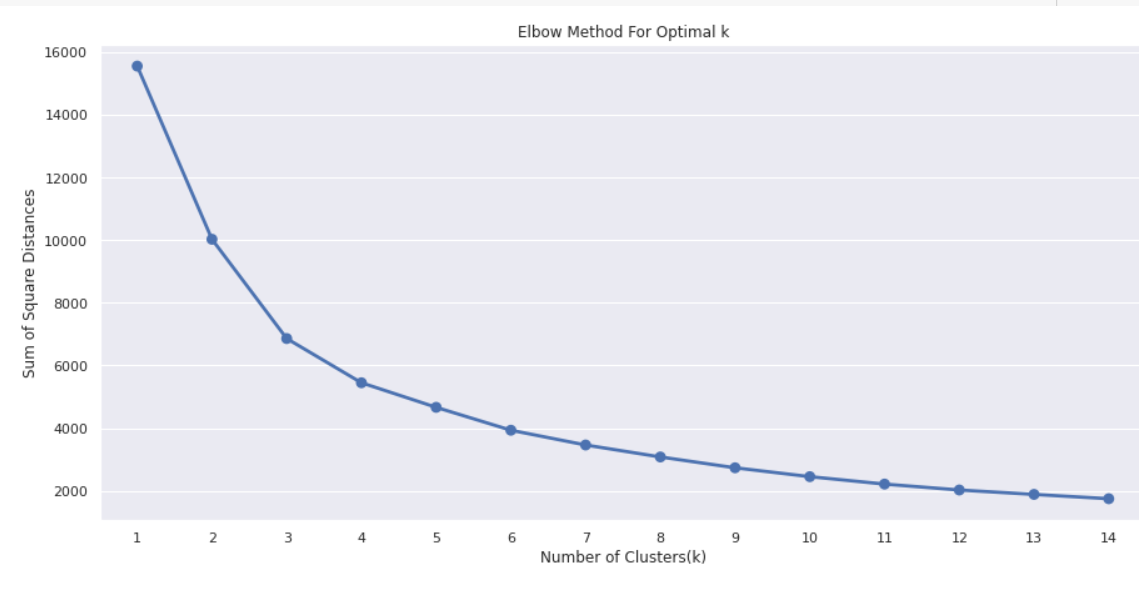 Elbow Method For Optimal k
16000
14000
12000
10000
8000
6000
4000
2000
Sum of Square Distances
1 2 3 4 5 6 7 8 9 10 11 12 13 14
Number of Clusters(k)